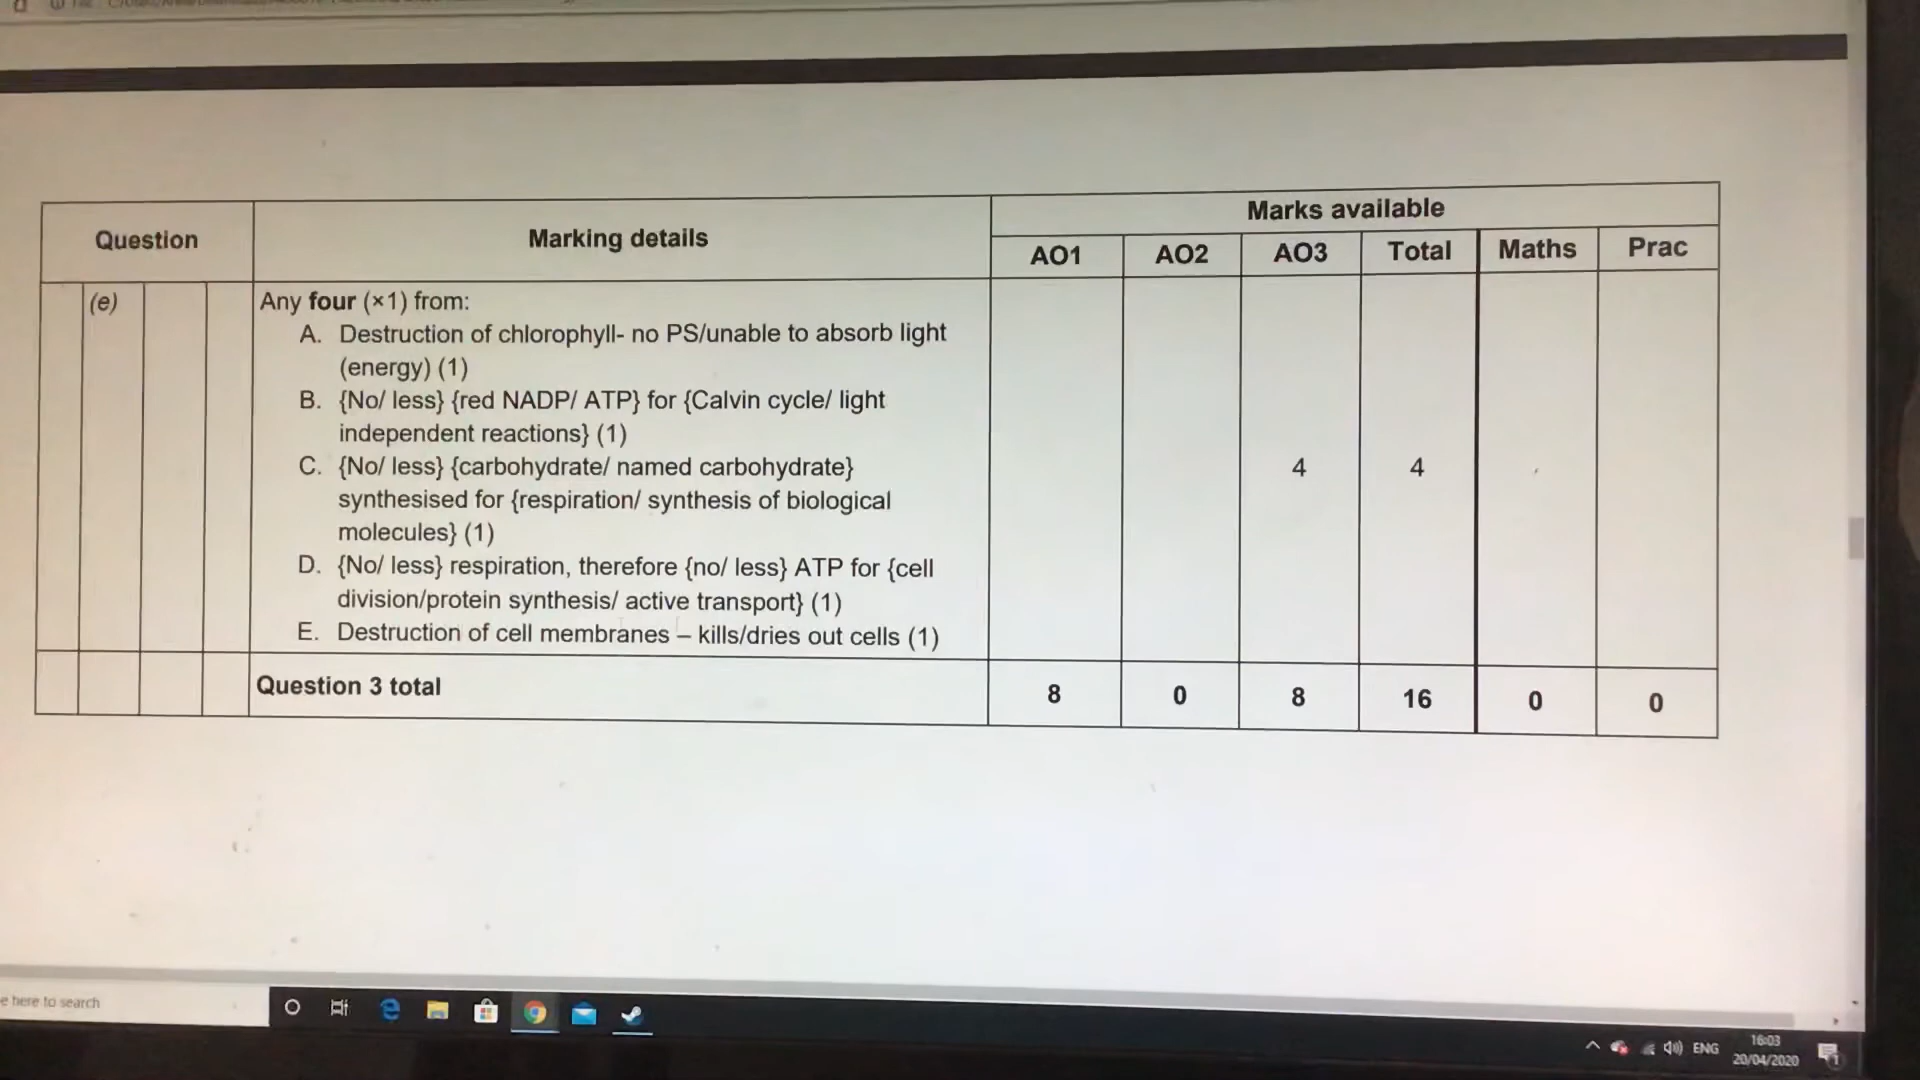 Question
Marking details
Marks available
AO1 AO2 AO3 Total Maths Prac
(e)
Any four (×1) from:
A. Destruction of chlorophyll- no PS/unable to absorb light
(energy) (1)
B. {No/ less} {red NADP/ ATP} for {Calvin cycle/ light
independent reactions} (1)
C. {No/ less} {carbohydrate/ named carbohydrate}
synthesised for {respiration/ synthesis of biological
molecules} (1)
D. {No/ less} respiration, therefore {no/ less} ATP for {cell
division/protein synthesis/ active transport} (1)
E. Destruction of cell membranes – kills/dries out cells (1)
4 4
Question 3 total 8 0 8 16 0 0
here to search
ENG
16:03
20/04/2020
1